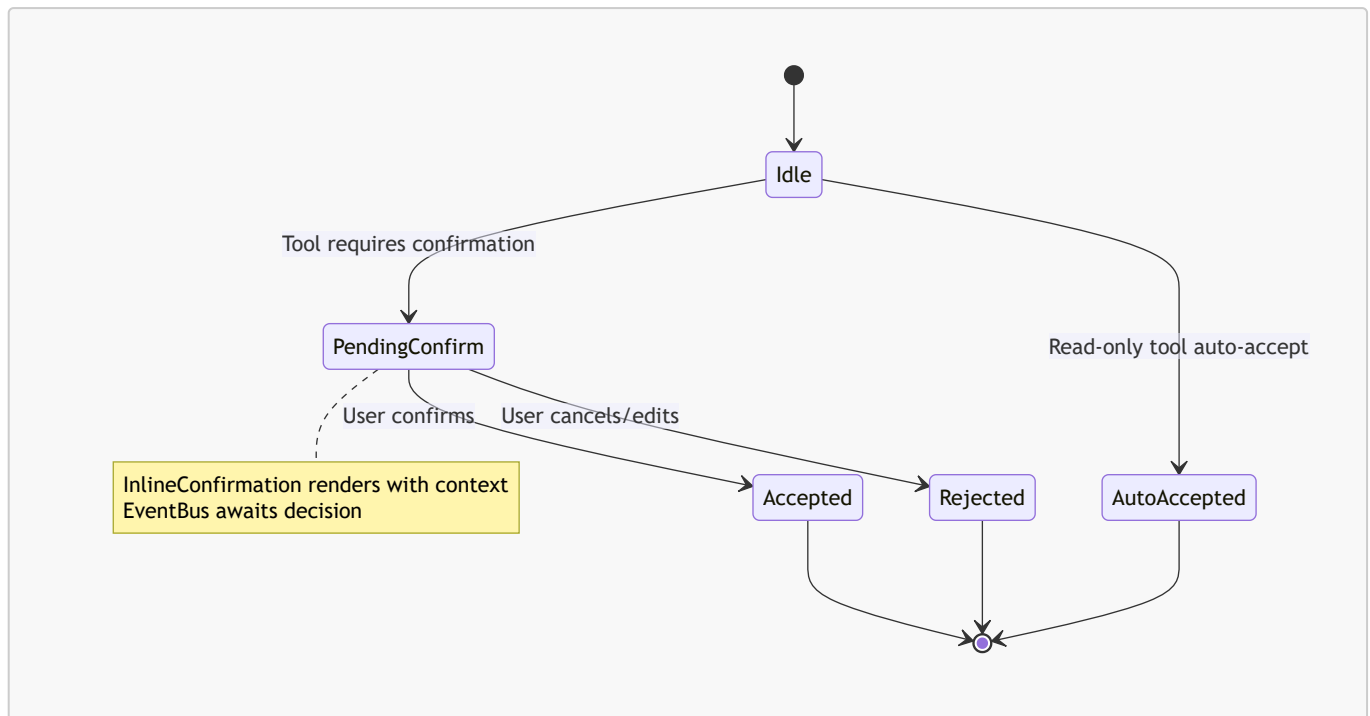 Idle
Tool requires confirmation
PendingConfirm
Read-only tool auto-accept
User confirms
User cancels/edits
InlineConfirmation renders with context
EventBus awaits decision
Accepted
Rejected
AutoAccepted